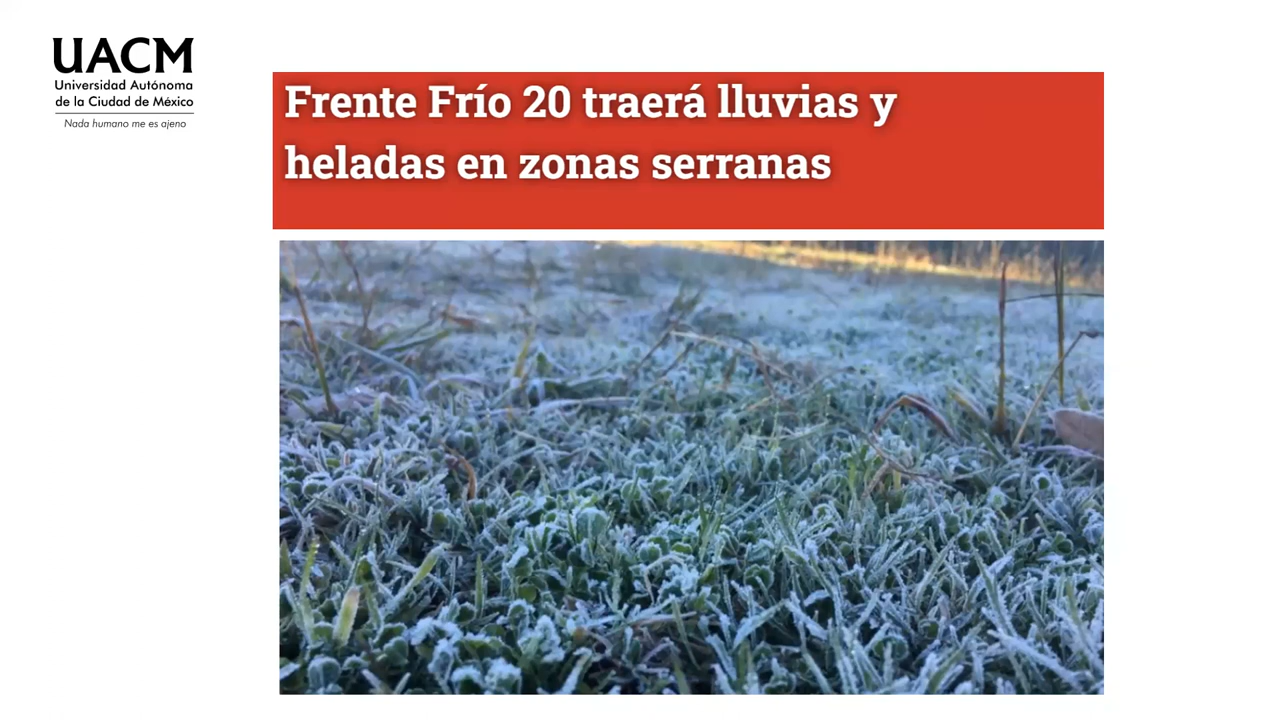 UACM
Universidad Autónoma
de la Ciudad de México
Nada humano me es ajeno
Frente Frío 20 traerá lluvias y
heladas en zonas serranas